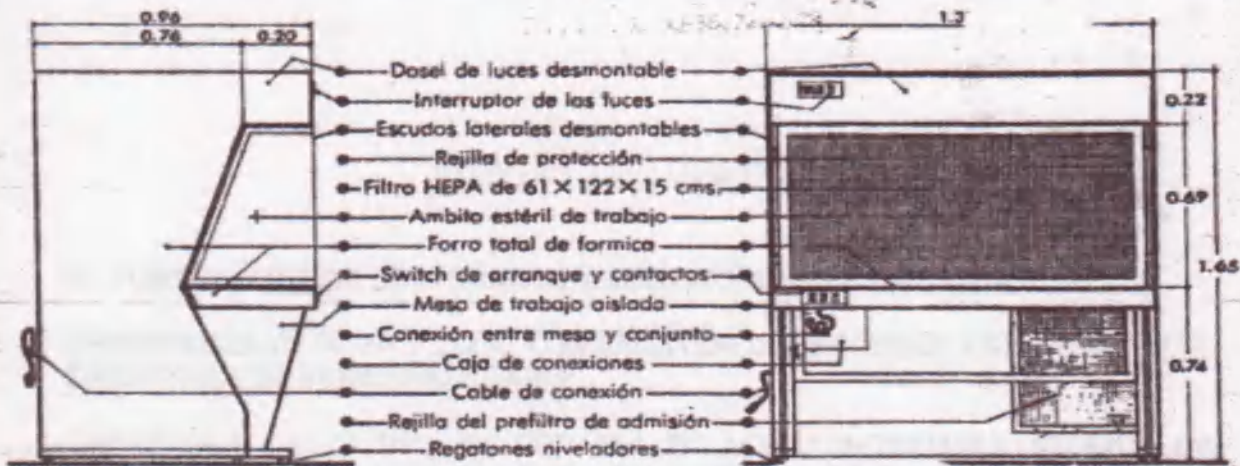 0.96
0.76 0.20
1.3
Dosel de luces desmontable
Interruptor de las luces
Escudos laterales desmontables
Rejilla de protección
Filtro HEPA de 61 X 122 X 15 cms.
Ambito estéril de trabajo
Forro total de formica
Switch de arranque y contactos
Mesa de trabajo aislada
Conexión entre mesa y conjunto
Caja de conexiones
Cable de conexión
Rejilla del prefiltro de admisión
Regatones niveladores
0.22
0.69
1.65
0.74